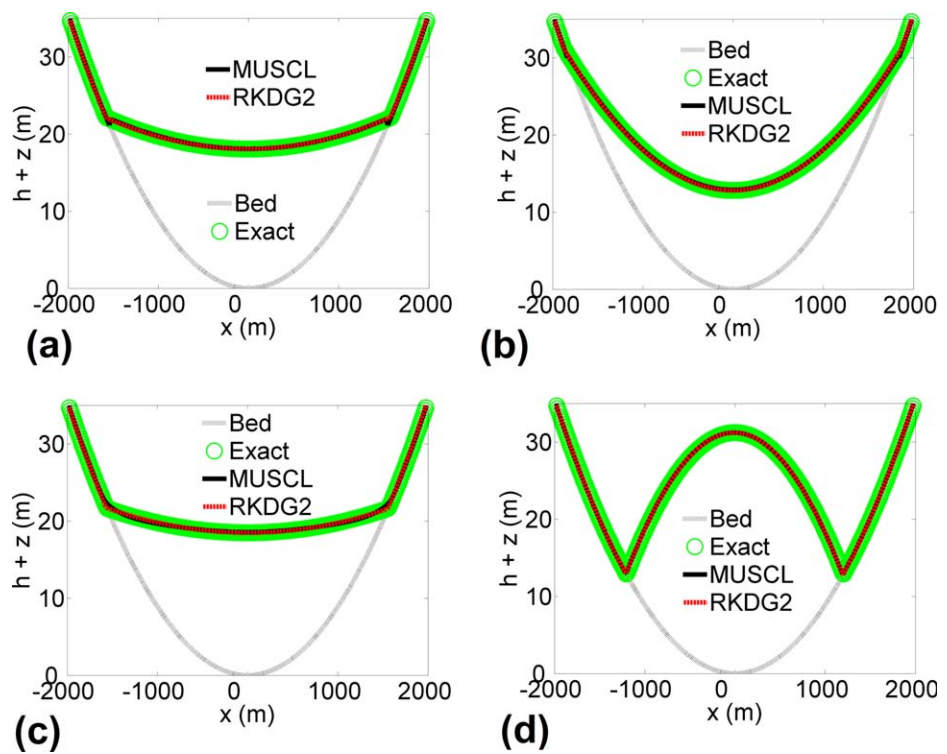 h + z (m)
30
20
10
0
MUSCL
RKDG2
Bed
Exact
-2000 -1000 0 1000 2000
x (m)
(a)
h + z (m)
30
20
10
0
Bed
Exact
MUSCL
RKDG2
-2000 -1000 0 1000 2000
x (m)
(b)
h + z (m)
30
20
10
0
Bed
Exact
MUSCL
RKDG2
-2000 -1000 0 1000 2000
x (m)
(c)
h + z (m)
30
20
10
0
Bed
Exact
MUSCL
RKDG2
-2000 -1000 0 1000 2000
x (m)
(d)